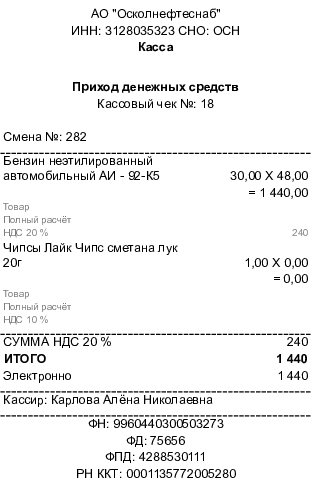 АО "Осколнефтеснаб"
ИНН: 3128035323 СНО: ОСН
Касса
Приход денежных средств
Кассовый чек №: 18
Смена №: 282
Бензин неэтилированный
автомобильный АИ - 92-К5 30,00 X 48,00
= 1 440,00
Товар
Полный расчёт
НДС 20 % 240
Чипсы Лайк Чипс сметана лук
20г 1,00 X 0,00
= 0,00
Товар
Полный расчёт
НДС 10 %
СУММА НДС 20 % 240
ИТОГО 1 440
Электронно 1 440
Кассир: Карлова Алёна Николаевна
ФН: 9960440300503273
ФД: 75656
ФПД: 4288530111
РН ККТ: 0001135772005280